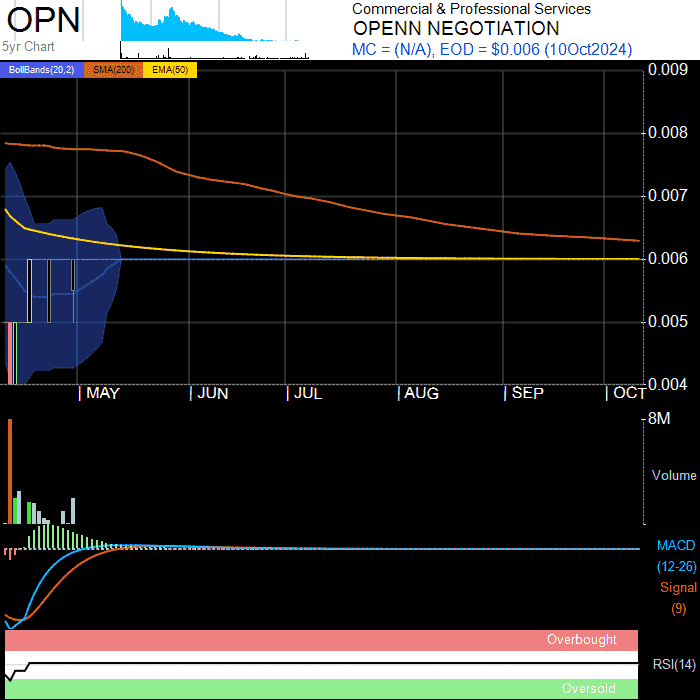 OPN
5yr Chart
Commercial & Professional Services
OPENN NEGOTIATION
MC = (N/A), EOD = $0.006 (10Oct2024)
BollBands(20,2) SMA(200) EMA(50)
0.009
0.008
0.007
0.006
0.005
0.004
| MAY | JUN | JUL | AUG | SEP | OCT
8M
Volume
MACD
(12-26)
Signal
(9)
Overbought
RSI(14)
Oversold